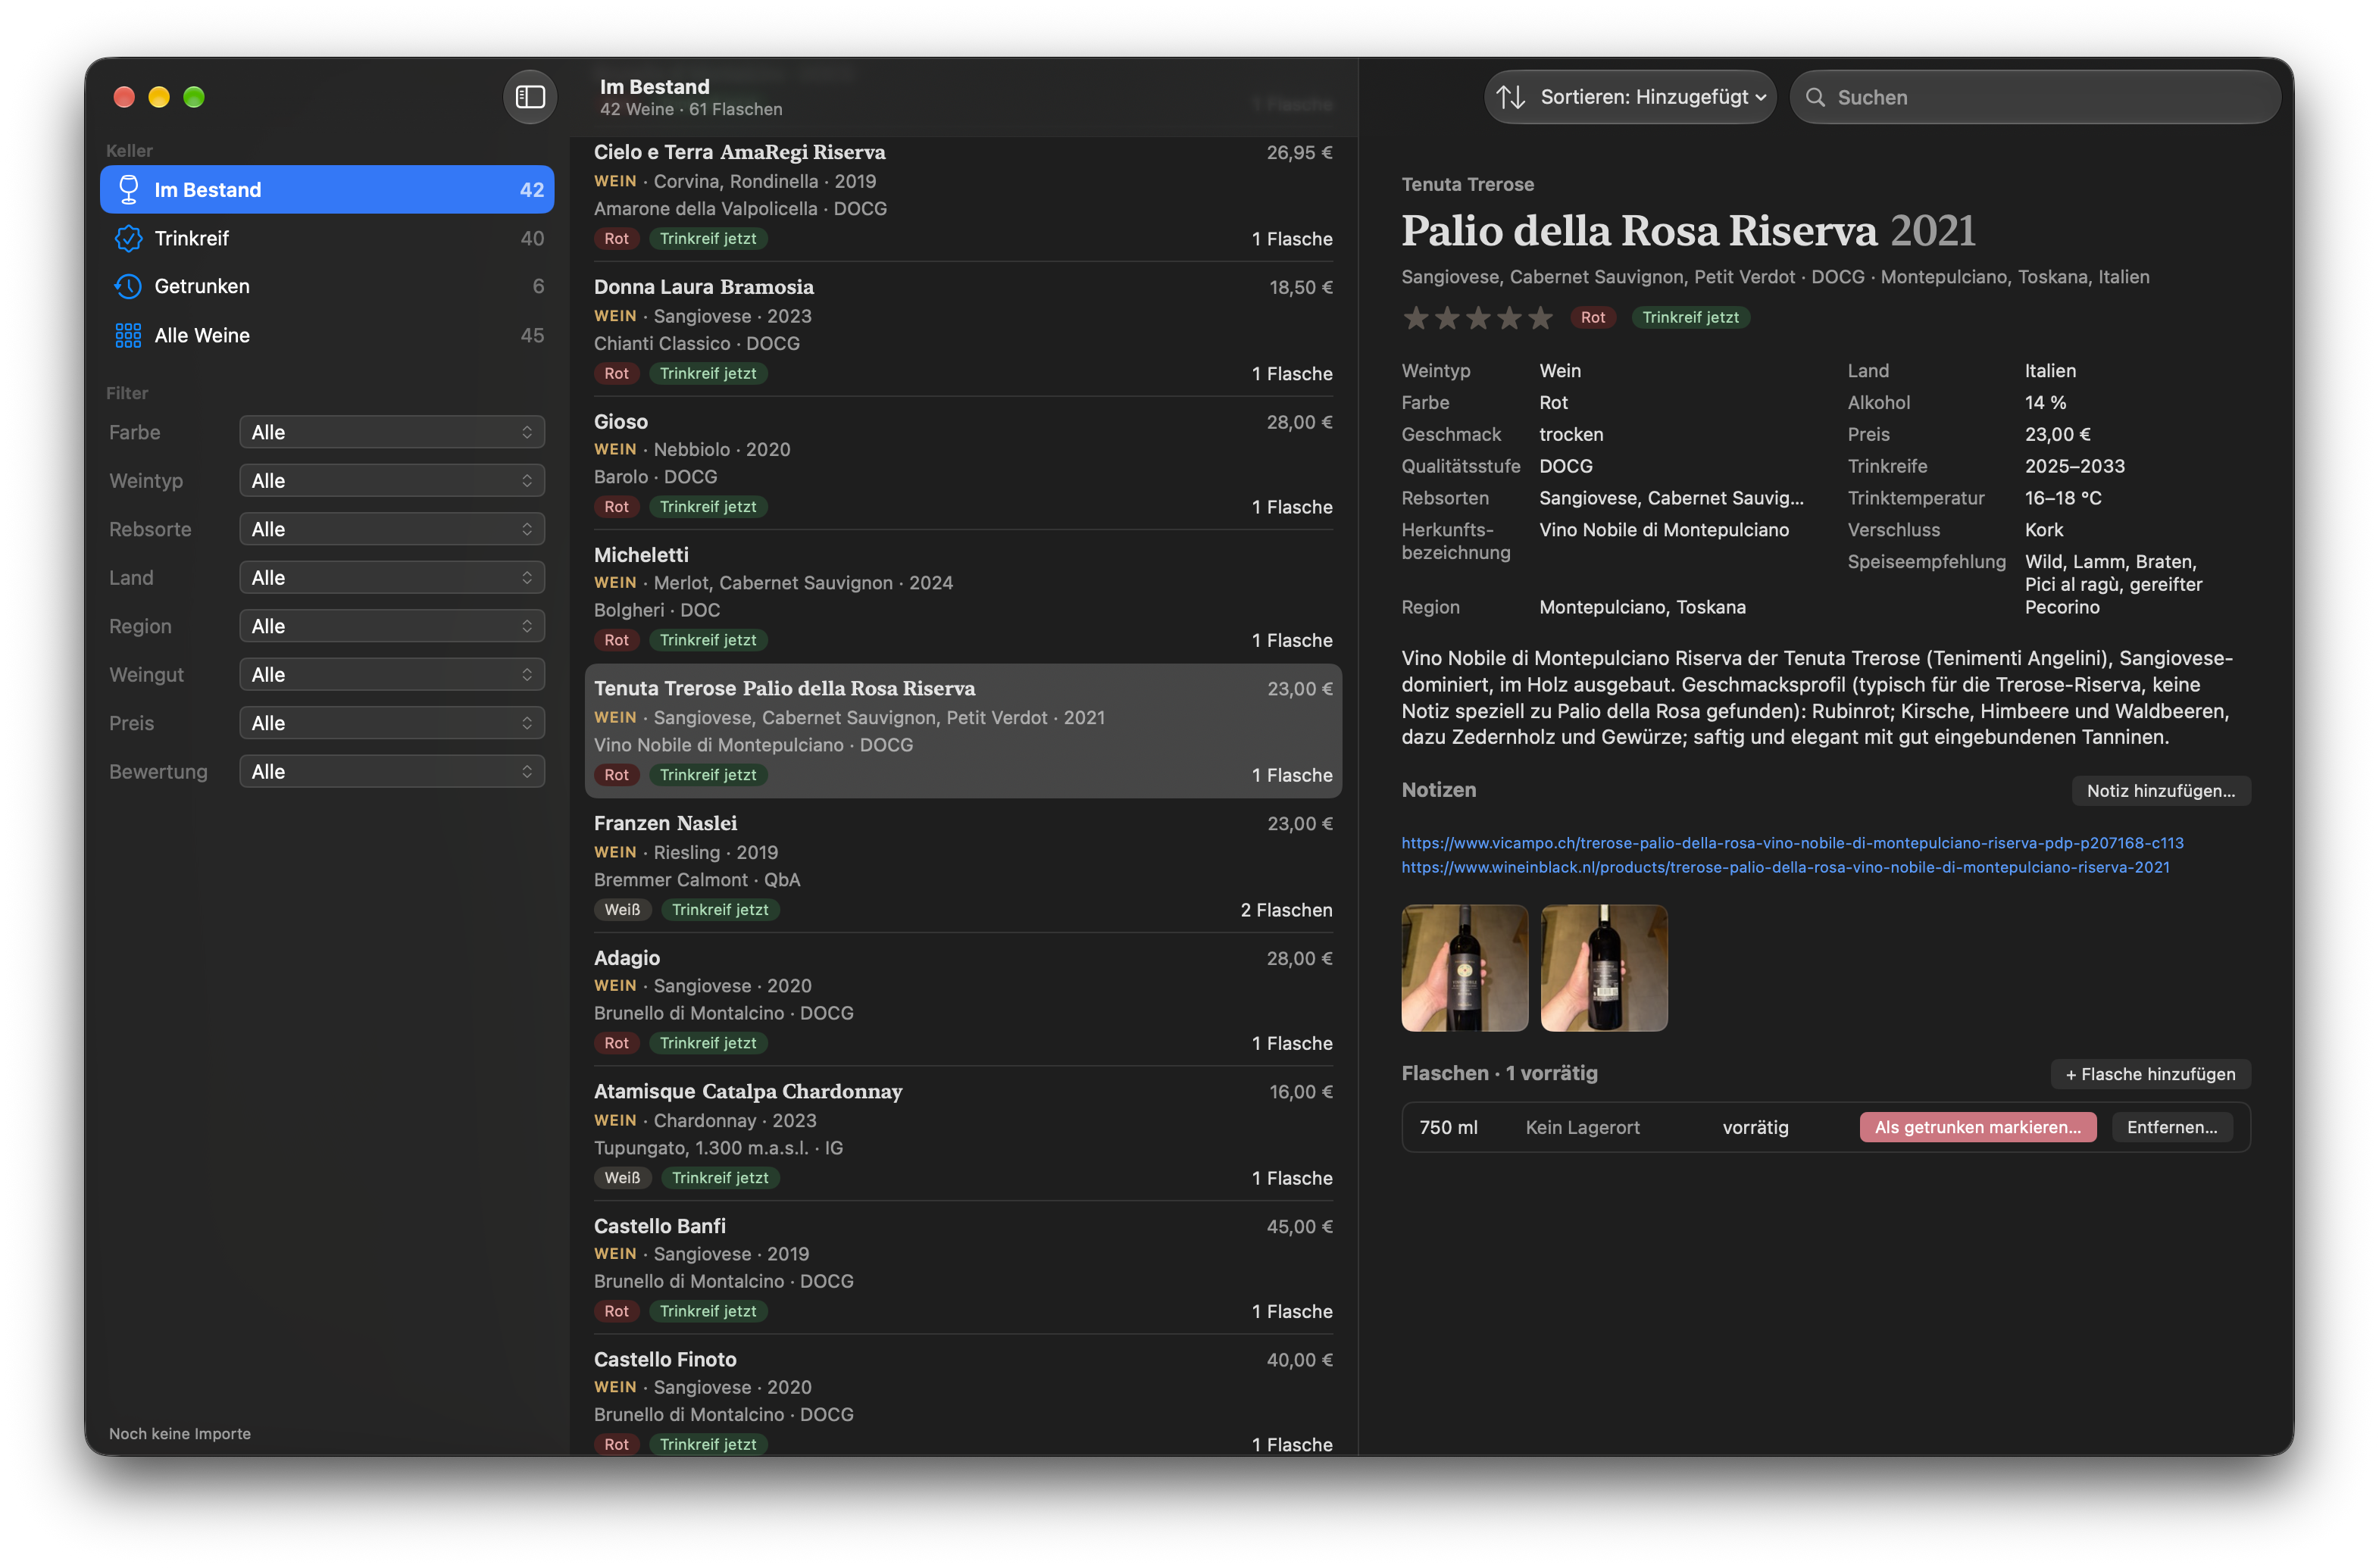 Keller
Im Bestand 42
Trinkreif 40
Getrunken 6
Alle Weine 45
Filter
Farbe Alle
Weintyp Alle
Rebsorte Alle
Land Alle
Region Alle
Weingut Alle
Preis Alle
Bewertung Alle
Noch keine Importe
Im Bestand
42 Weine · 61 Flaschen
Cielo e Terra AmaRegi Riserva 26,95 €
WEIN · Corvina, Rondinella · 2019
Amarone della Valpolicella · DOCG
Rot Trinkreif jetzt 1 Flasche
Donna Laura Bramosia 18,50 €
WEIN · Sangiovese · 2023
Chianti Classico · DOCG
Rot Trinkreif jetzt 1 Flasche
Gioso 28,00 €
WEIN · Nebbiolo · 2020
Barolo · DOCG
Rot Trinkreif jetzt 1 Flasche
Micheletti
WEIN · Merlot, Cabernet Sauvignon · 2024
Bolgheri · DOC
Rot Trinkreif jetzt 1 Flasche
Tenuta Trerose Palio della Rosa Riserva 23,00 €
WEIN · Sangiovese, Cabernet Sauvignon, Petit Verdot · 2021
Vino Nobile di Montepulciano · DOCG
Rot Trinkreif jetzt 1 Flasche
Franzen Naslei 23,00 €
WEIN · Riesling · 2019
Bremmer Calmont · QbA
Weiß Trinkreif jetzt 2 Flaschen
Adagio 28,00 €
WEIN · Sangiovese · 2020
Brunello di Montalcino · DOCG
Rot Trinkreif jetzt 1 Flasche
Atamisque Catalpa Chardonnay 16,00 €
WEIN · Chardonnay · 2023
Tupungato, 1.300 m.a.s.l. · IG
Weiß Trinkreif jetzt 1 Flasche
Castello Banfi 45,00 €
WEIN · Sangiovese · 2019
Brunello di Montalcino · DOCG
Rot Trinkreif jetzt 1 Flasche
Castello Finoto 40,00 €
WEIN · Sangiovese · 2020
Brunello di Montalcino · DOCG
Rot Trinkreif jetzt 1 Flasche
Sortieren: Hinzugefügt Suchen
Tenuta Trerose
Palio della Rosa Riserva 2021
Sangiovese, Cabernet Sauvignon, Petit Verdot · DOCG · Montepulciano, Toskana, Italien
Rot Trinkreif jetzt
Weintyp Wein
Farbe Rot
Geschmack trocken
Qualitätsstufe DOCG
Rebsorten Sangiovese, Cabernet Sauvig...
Herkunfts- Vino Nobile di Montepulciano
bezeichnung
Region Montepulciano, Toskana
Land Italien
Alkohol 14 %
Preis 23,00 €
Trinkreife 2025–2033
Trinktemperatur 16–18 °C
Verschluss Kork
Speiseempfehlung Wild, Lamm, Braten,
Pici al ragù, gereifter
Pecorino
Vino Nobile di Montepulciano Riserva der Tenuta Trerose (Tenimenti Angelini), Sangiovese-
dominiert, im Holz ausgebaut. Geschmacksprofil (typisch für die Trerose-Riserva, keine
Notiz speziell zu Palio della Rosa gefunden): Rubinrot; Kirsche, Himbeere und Waldbeeren,
dazu Zedernholz und Gewürze; saftig und elegant mit gut eingebundenen Tanninen.
Notizen Notiz hinzufügen...
https://www.vicampo.ch/trerose-palio-della-rosa-vino-nobile-di-montepulciano-riserva-pdp-p207168-c113
https://www.wineinblack.nl/products/trerose-palio-della-rosa-vino-nobile-di-montepulciano-riserva-2021
Flaschen · 1 vorrätig + Flasche hinzufügen
750 ml Kein Lagerort vorrätig Als getrunken markieren... Entfernen...